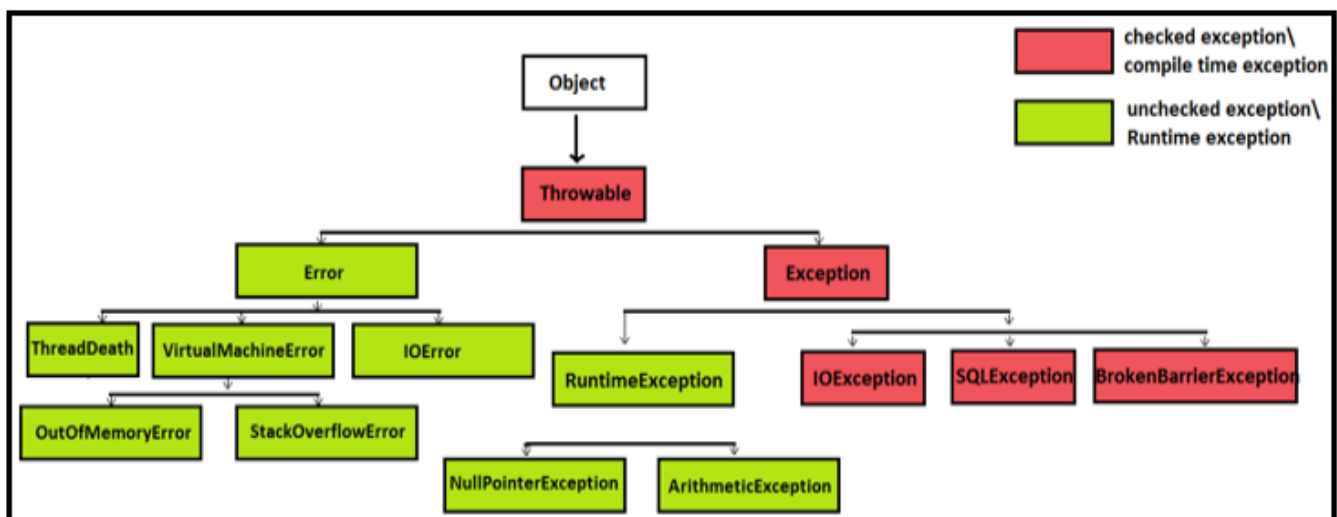 checked exception\
compile time exception
Object
unchecked exception\
Runtime exception
Throwable
Error
Exception
ThreadDeath
VirtualMachineError
IOError
RuntimeException
IOException
SQLException
BrokenBarrierException
OutOfMemoryError
StackOverflowError
NullPointerException
ArithmeticException